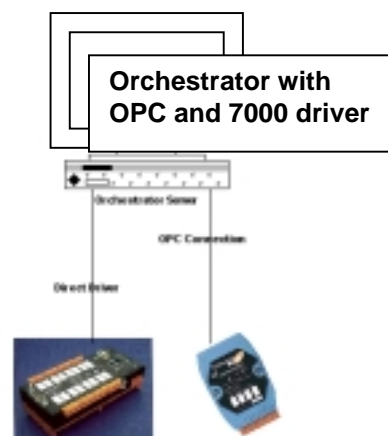 Orchestrator with
OPC and 7000 driver
Orchestrator Server
OPC Connection
Direct Driver